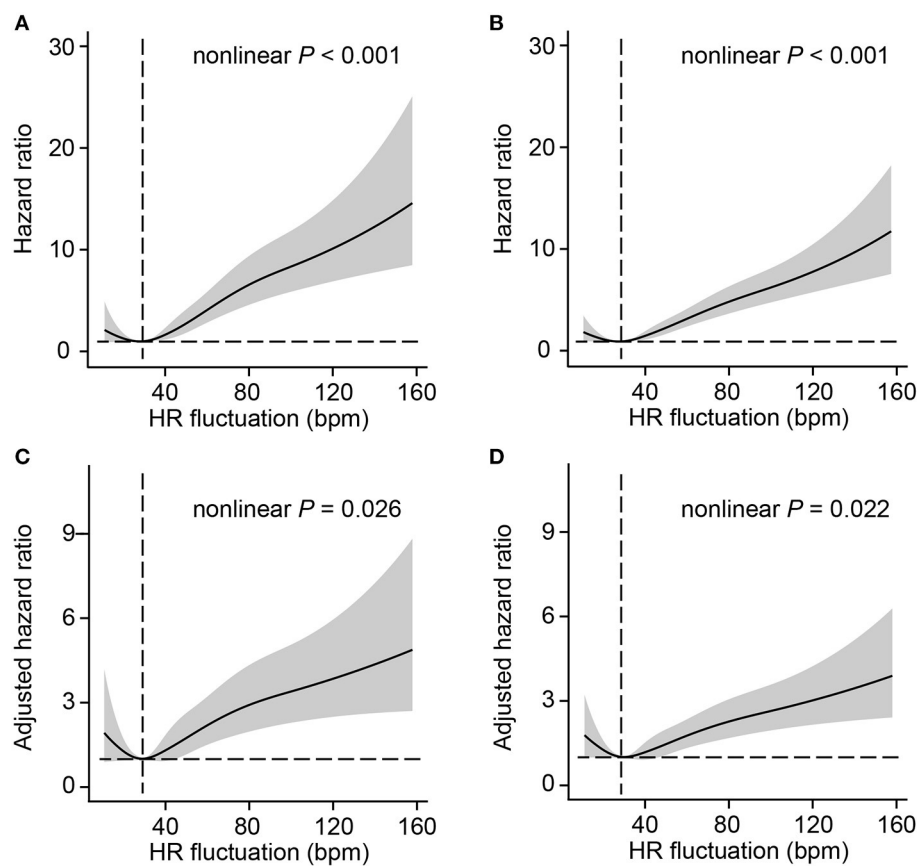 A
nonlinear P < 0.001
Hazard ratio
30
20
10
0
40 80 120 160
HR fluctuation (bpm)
B
nonlinear P < 0.001
Hazard ratio
30
20
10
0
40 80 120 160
HR fluctuation (bpm)
C
nonlinear P = 0.026
Adjusted hazard ratio
9
6
3
0
40 80 120 160
HR fluctuation (bpm)
D
nonlinear P = 0.022
Adjusted hazard ratio
9
6
3
0
40 80 120 160
HR fluctuation (bpm)